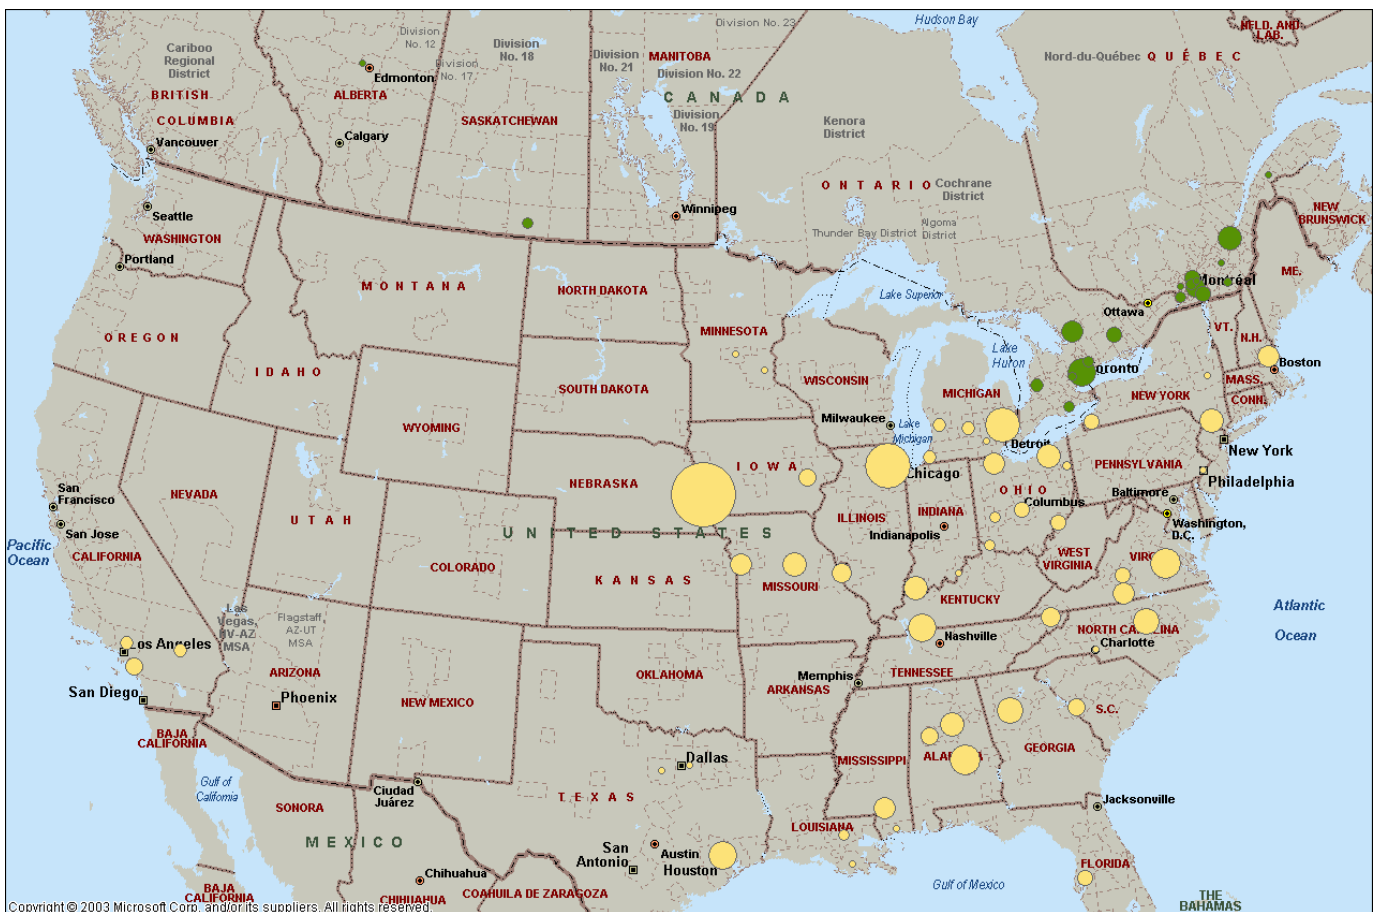 Hudson Bay
NFLD. AND
LAB.
Division No. 23
Division
No. 12
Division
No. 18
Cariboo
Regional
District
Division
No. 21
MANITOBA
Nord-du-Québec
QUÉBEC
Edmonton
No. 17
Division No. 22
BRITISH
COLUMBIA
ALBERTA
CANADA
SASKATCHEWAN
Division
No. 19
Kenora
District
Vancouver
Calgary
ONTARIO
Cochrane
District
Seattle
Winnipeg
NEW
BRUNSWICK
WASHINGTON
Thunder Bay District
Algoma
District
Portland
MONTANA
NORTH DAKOTA
Lake Superior
Montréal
ME.
Ottawa
OREGON
MINNESOTA
VT.
N.H.
IDAHO
Lake
Huron
Toronto
Boston
SOUTH DAKOTA
WISCONSIN
MICHIGAN
NEW YORK
MASS.
CONN.
WYOMING
Milwaukee
Lake
Michigan
Detroit
New York
NEBRASKA
IOWA
Chicago
PENNSYLVANIA
Philadelphia
San
Francisco
NEVADA
OHIO
Columbus
Baltimore
UTAH
San Jose
UNITED STATES
ILLINOIS
INDIANA
Indianapolis
Washington,
D.C.
Pacific
Ocean
CALIFORNIA
COLORADO
KANSAS
MISSOURI
WEST
VIRGINIA
KENTUCKY
Las
Vegas,
NV-AZ
MSA
Flagstaff,
AZ-UT
MSA
Atlantic
Ocean
Los Angeles
NORTH CAROLINA
Charlotte
Nashville
ARIZONA
OKLAHOMA
TENNESSEE
Memphis
ARKANSAS
San Diego
Phoenix
NEW MEXICO
S.C.
BAJA
CALIFORNIA
Dallas
MISSISSIPPI
ALABAMA
GEORGIA
Gulf of
California
Ciudad
Juárez
TEXAS
SONORA
Jacksonville
MEXICO
LOUISIANA
San
Antonio
Austin
Houston
FLORIDA
Chihuahua
BAJA
CALIFORNIA
CHIHUAHUA
COAHUILA DE ZARAGOZA
Gulf of Mexico
THE
BAHAMAS
Copyright © 2003 Microsoft Corp. and/or its suppliers. All rights reserved.